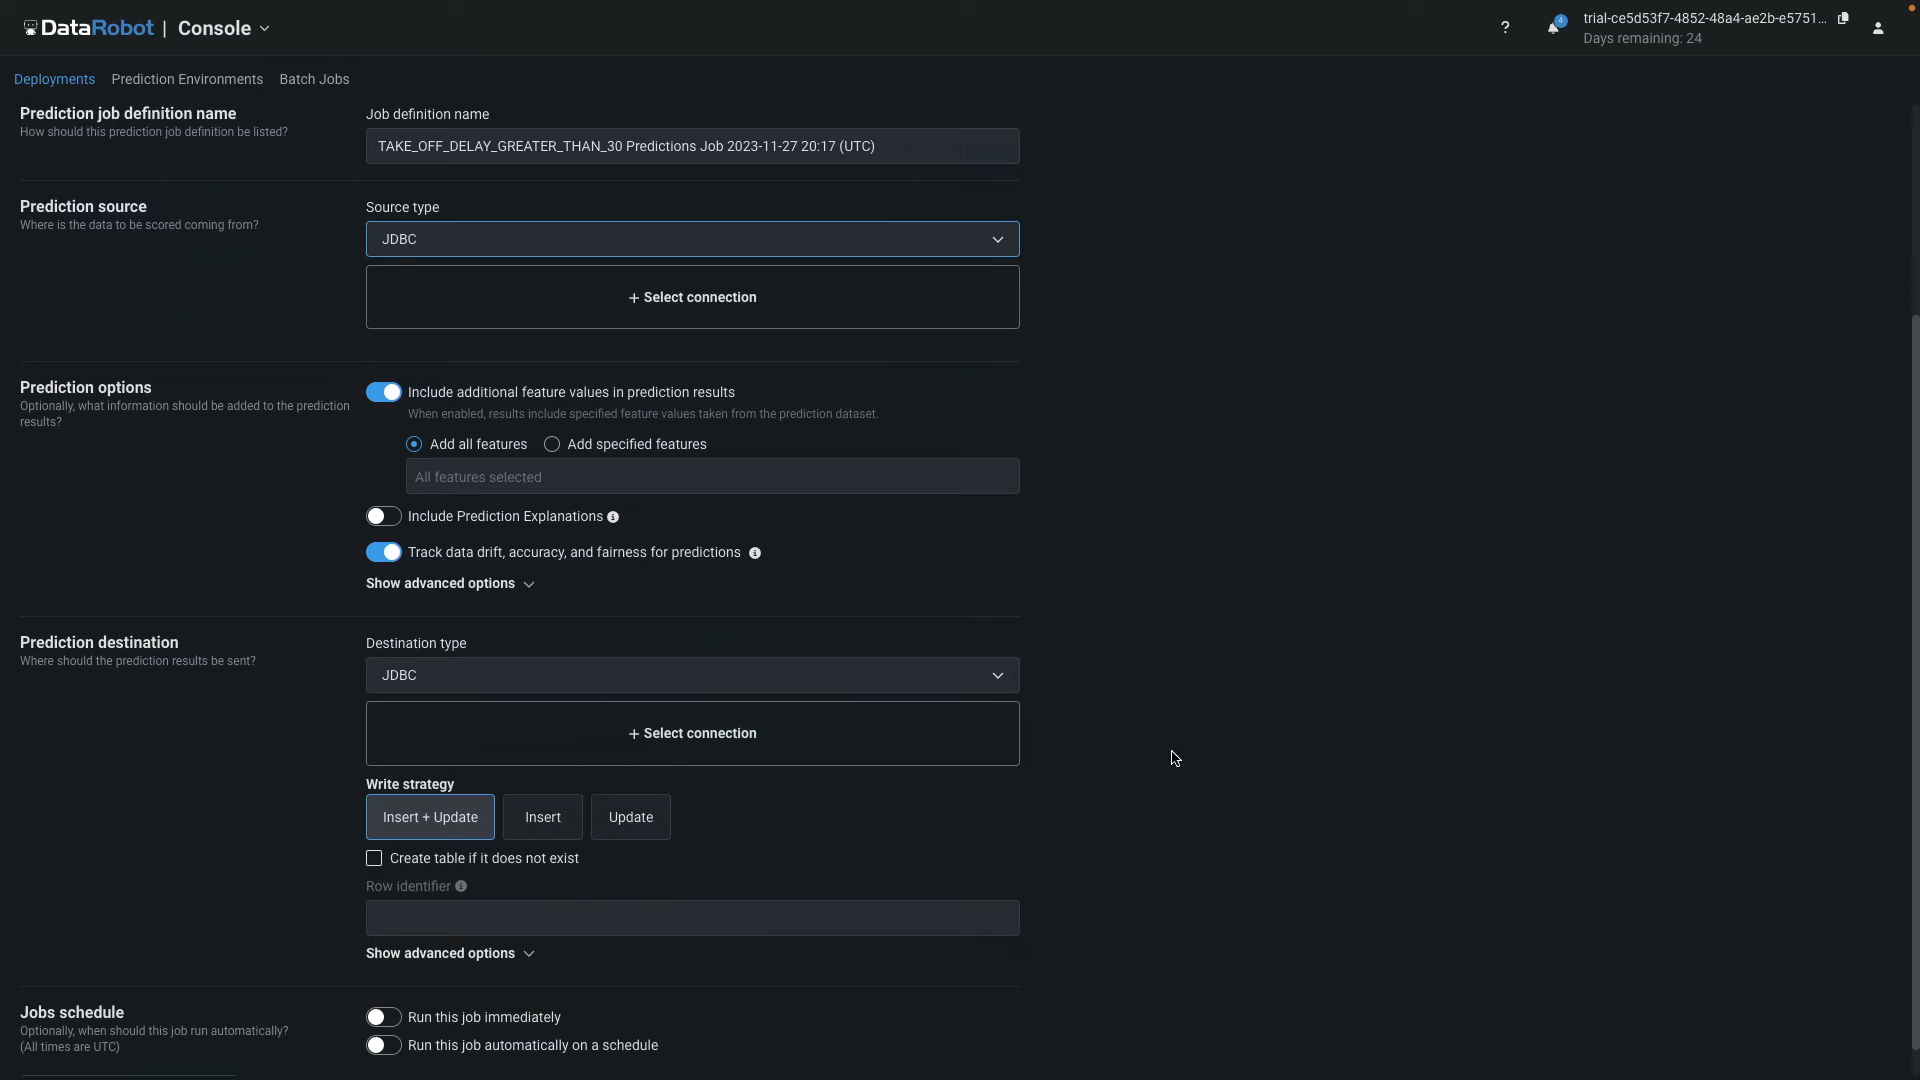 DataRobot | Console
?
4
trial-ce5d53f7-4852-48a4-ae2b-e5751...
Days remaining: 24
Deployments Prediction Environments Batch Jobs
Prediction job definition name
How should this prediction job definition be listed?
Job definition name
TAKE_OFF_DELAY_GREATER_THAN_30 Predictions Job 2023-11-27 20:17 (UTC)
Prediction source
Where is the data to be scored coming from?
Source type
JDBC
+ Select connection
Prediction options
Optionally, what information should be added to the prediction
results?
Include additional feature values in prediction results
When enabled, results include specified feature values taken from the prediction dataset.
Add all features Add specified features
All features selected
Include Prediction Explanations
Track data drift, accuracy, and fairness for predictions
Show advanced options
Prediction destination
Where should the prediction results be sent?
Destination type
JDBC
+ Select connection
Write strategy
Insert + Update Insert Update
Create table if it does not exist
Row identifier
Show advanced options
Jobs schedule
Optionally, when should this job run automatically?
(All times are UTC)
Run this job immediately
Run this job automatically on a schedule